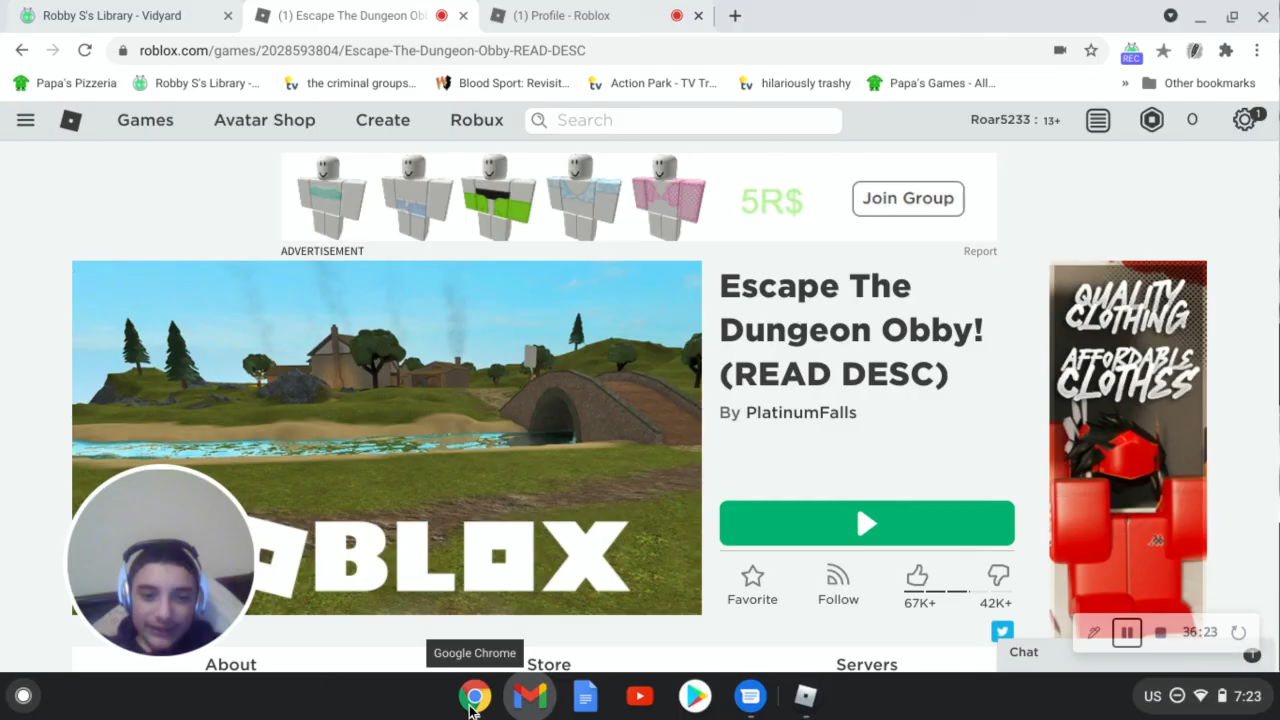 Robby S's Library - Vidyard
(1) Escape The Dungeon Obl
(1) Profile - Roblox
roblox.com/games/2028593804/Escape-The-Dungeon-Obby-READ-DESC
REC
Papa's Pizzeria
Robby S's Library -...
the criminal groups...
Blood Sport: Revisit...
Action Park - TV Tr...
hilariously trashy
Papa's Games - All...
»
Other bookmarks
Games
Avatar Shop
Create
Robux
Search
Roar5233 : 13+
0
1
5R$
Join Group
ADVERTISEMENT
Report
Escape The
Dungeon Obby!
(READ DESC)
By PlatinumFalls
QUALITY
CLOTHING
AFFORDABLE
CLOTHES
ROBLOX
Favorite
Follow
67K+
42K+
36:23
Chat
Google Chrome
About
Store
Servers
US
7:23